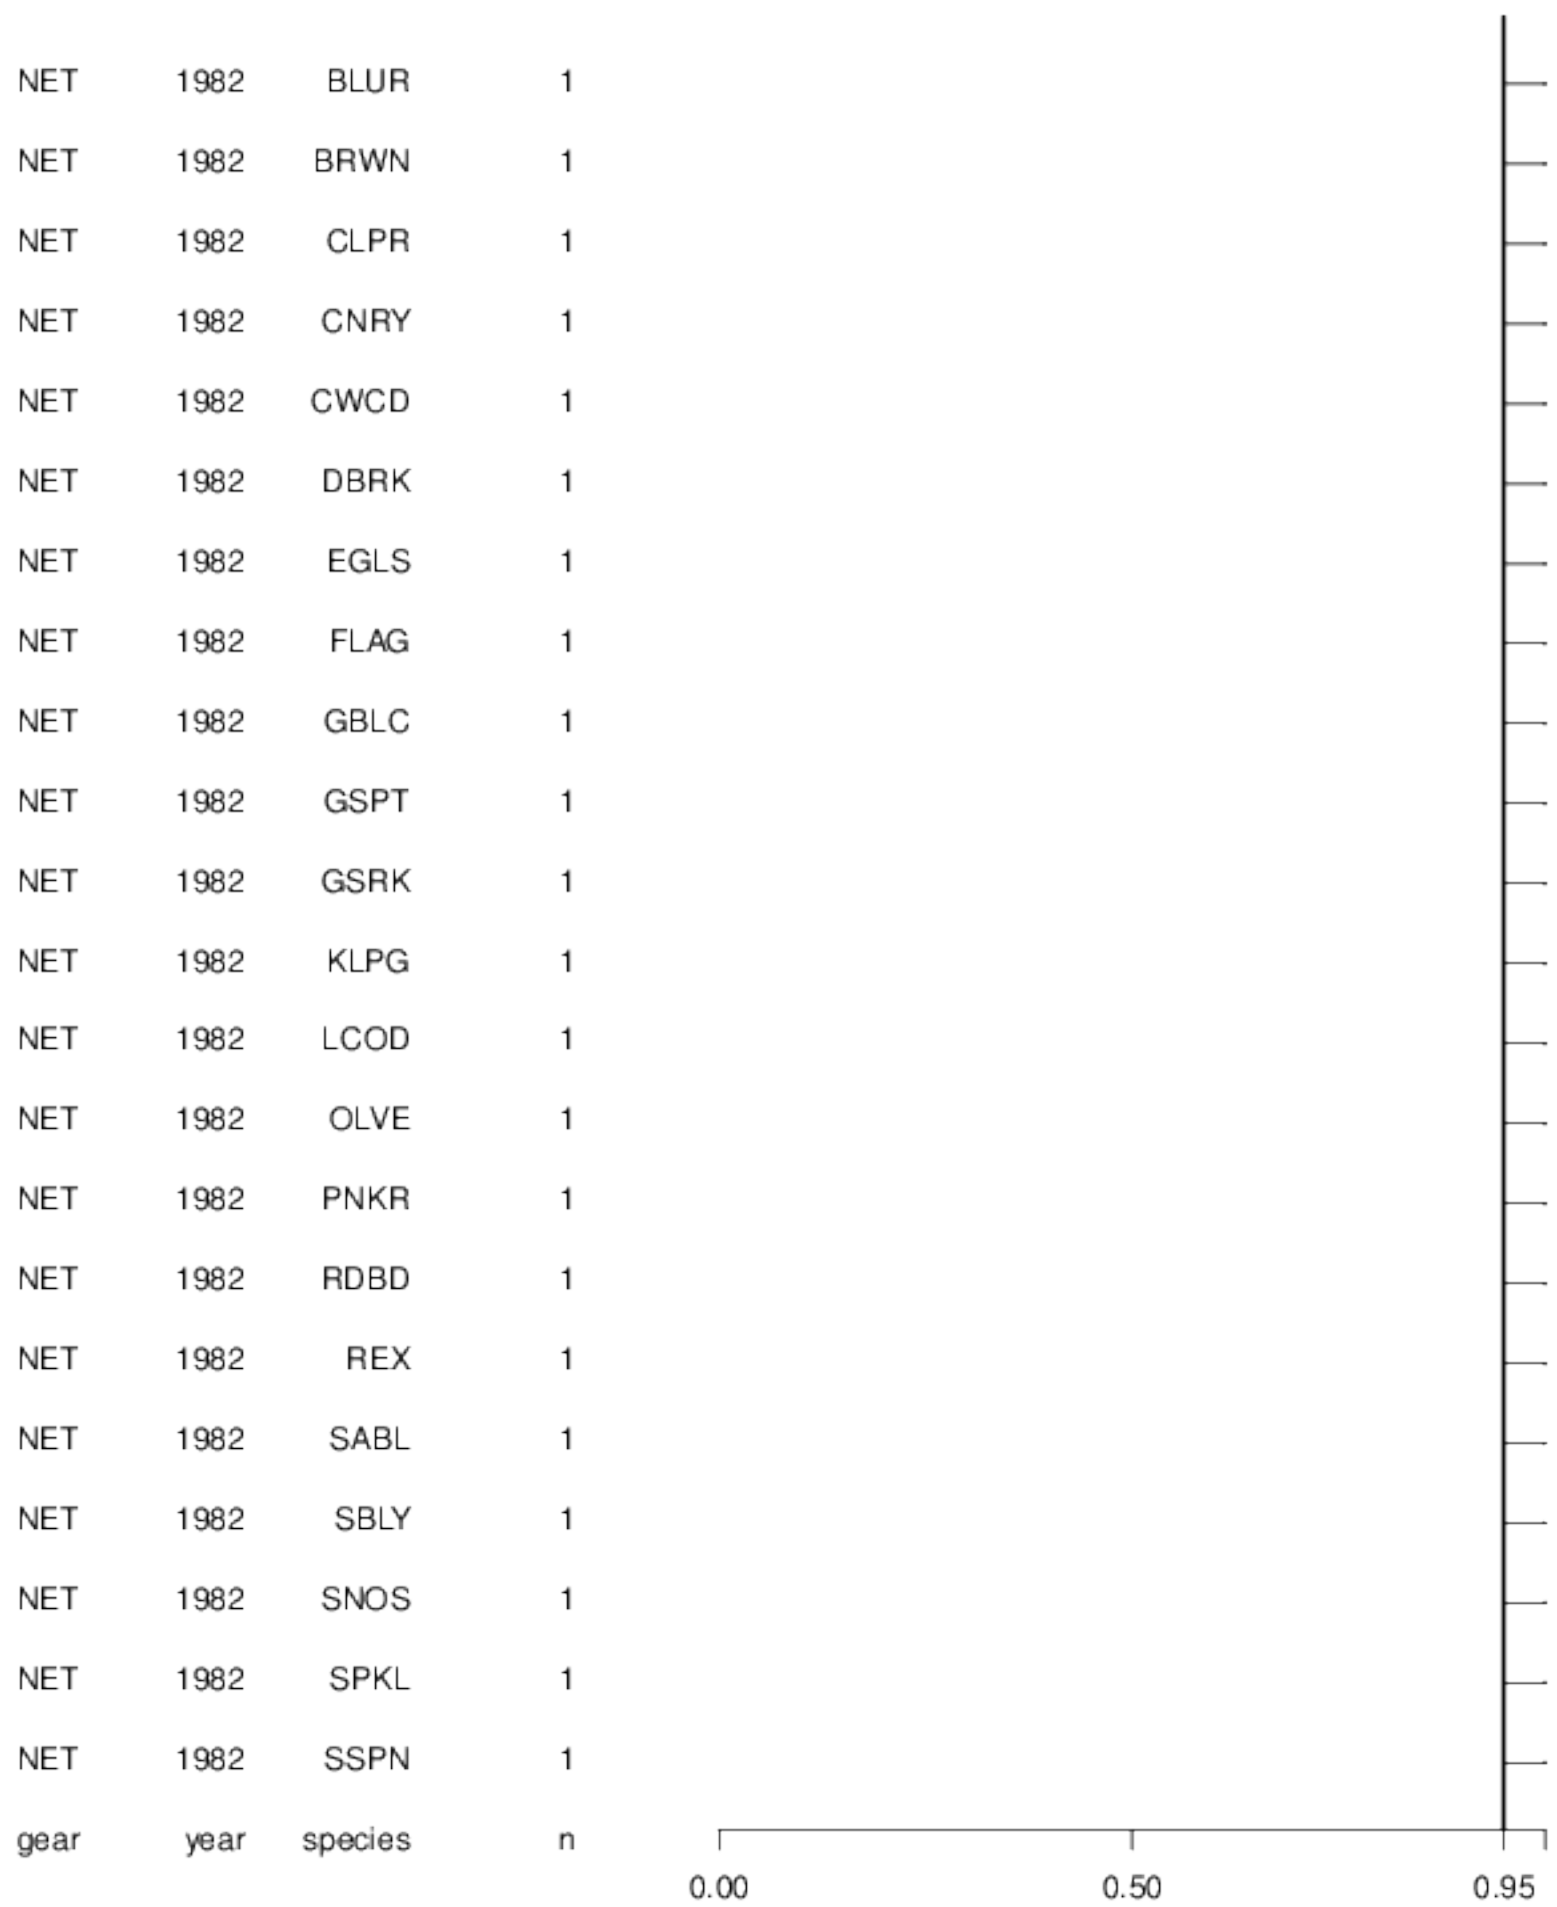 NET 1982 BLUR 1
NET 1982 BRWN 1
NET 1982 CLPR 1
NET 1982 CNRY 1
NET 1982 CWCD 1
NET 1982 DBRK 1
NET 1982 EGLS 1
NET 1982 FLAG 1
NET 1982 GBLC 1
NET 1982 GSPT 1
NET 1982 GSRK 1
NET 1982 KLPG 1
NET 1982 LCOD 1
NET 1982 OLVE 1
NET 1982 PNKR 1
NET 1982 RDBD 1
NET 1982 REX 1
NET 1982 SABL 1
NET 1982 SBLY 1
NET 1982 SNOS 1
NET 1982 SPKL 1
NET 1982 SSPN 1
gear year species n
0.00 0.50 0.95